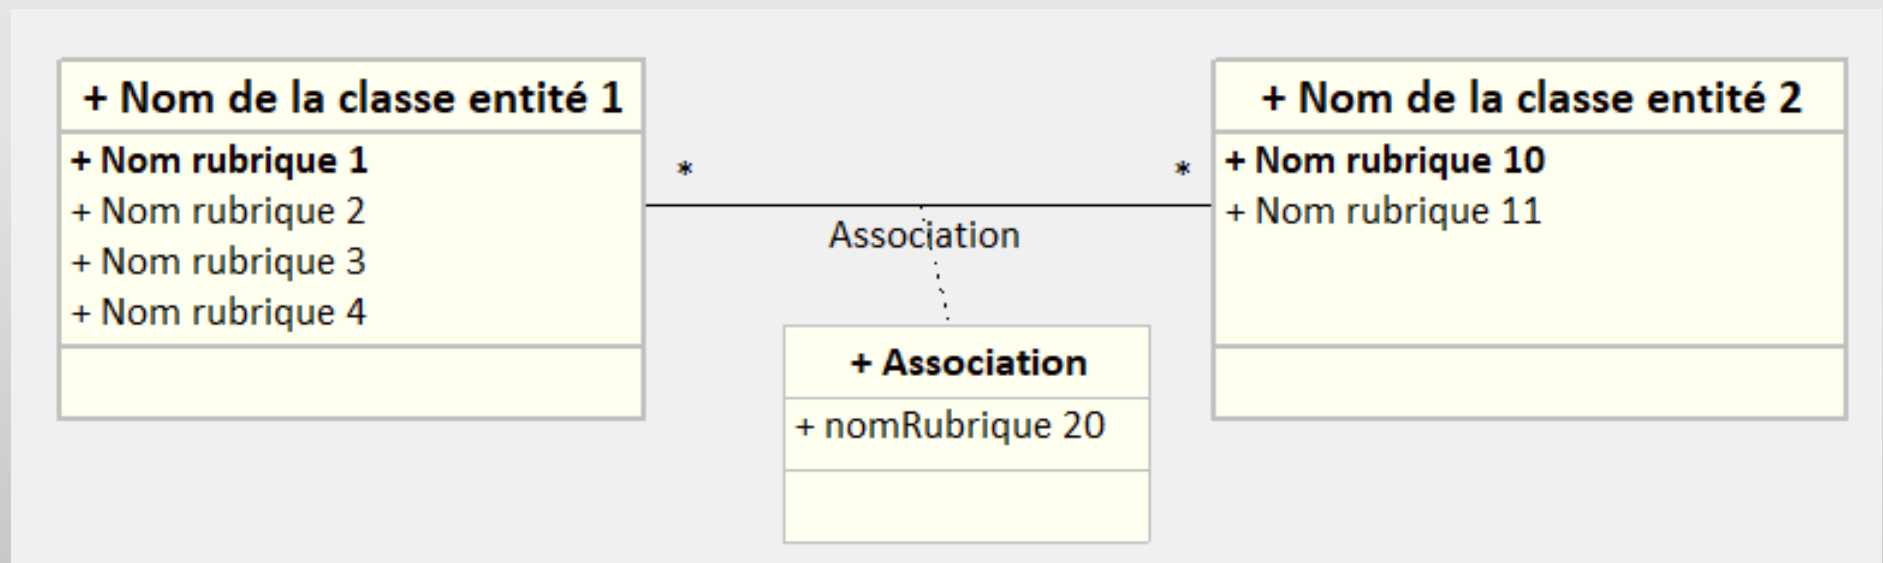 + Nom de la classe entité 1
+ Nom rubrique 1
+ Nom rubrique 2
+ Nom rubrique 3
+ Nom rubrique 4
*
*
Association
+ Nom de la classe entité 2
+ Nom rubrique 10
+ Nom rubrique 11
+ Association
+ nomRubrique 20